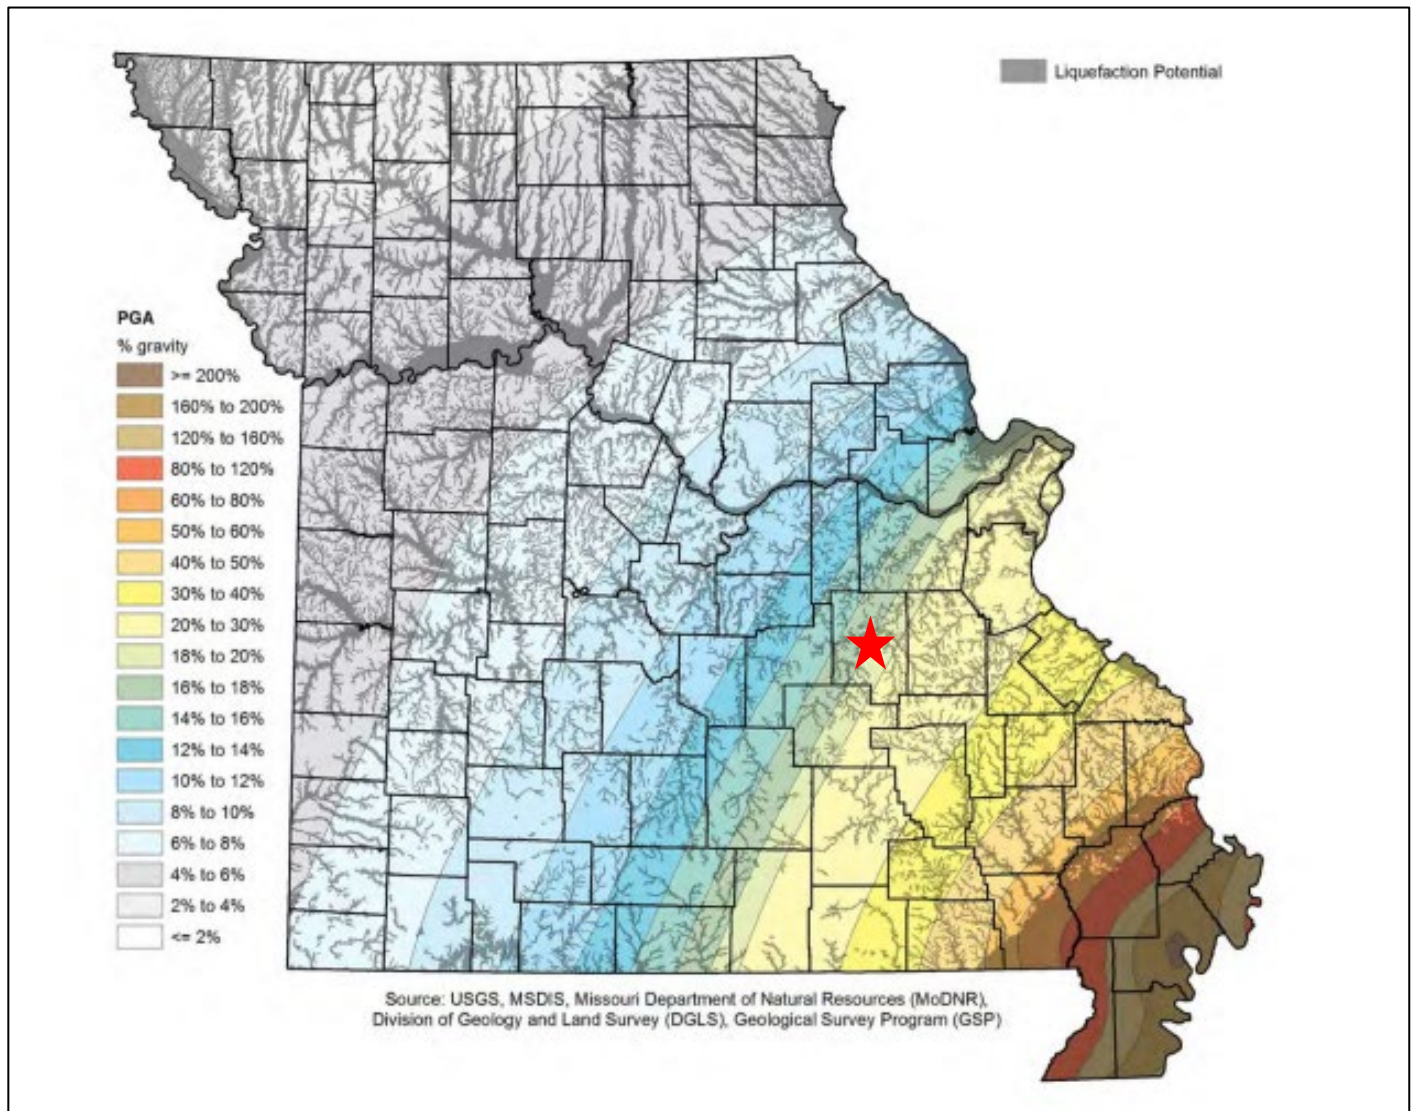 Liquefaction Potential
PGA
% gravity
>= 200%
160% to 200%
120% to 160%
80% to 120%
60% to 80%
50% to 60%
40% to 50%
30% to 40%
20% to 30%
18% to 20%
16% to 18%
14% to 16%
12% to 14%
10% to 12%
8% to 10%
6% to 8%
4% to 6%
2% to 4%
<= 2%
Source: USGS, MSDIS, Missouri Department of Natural Resources (MoDNR),
Division of Geology and Land Survey (DGLS), Geological Survey Program (GSP)